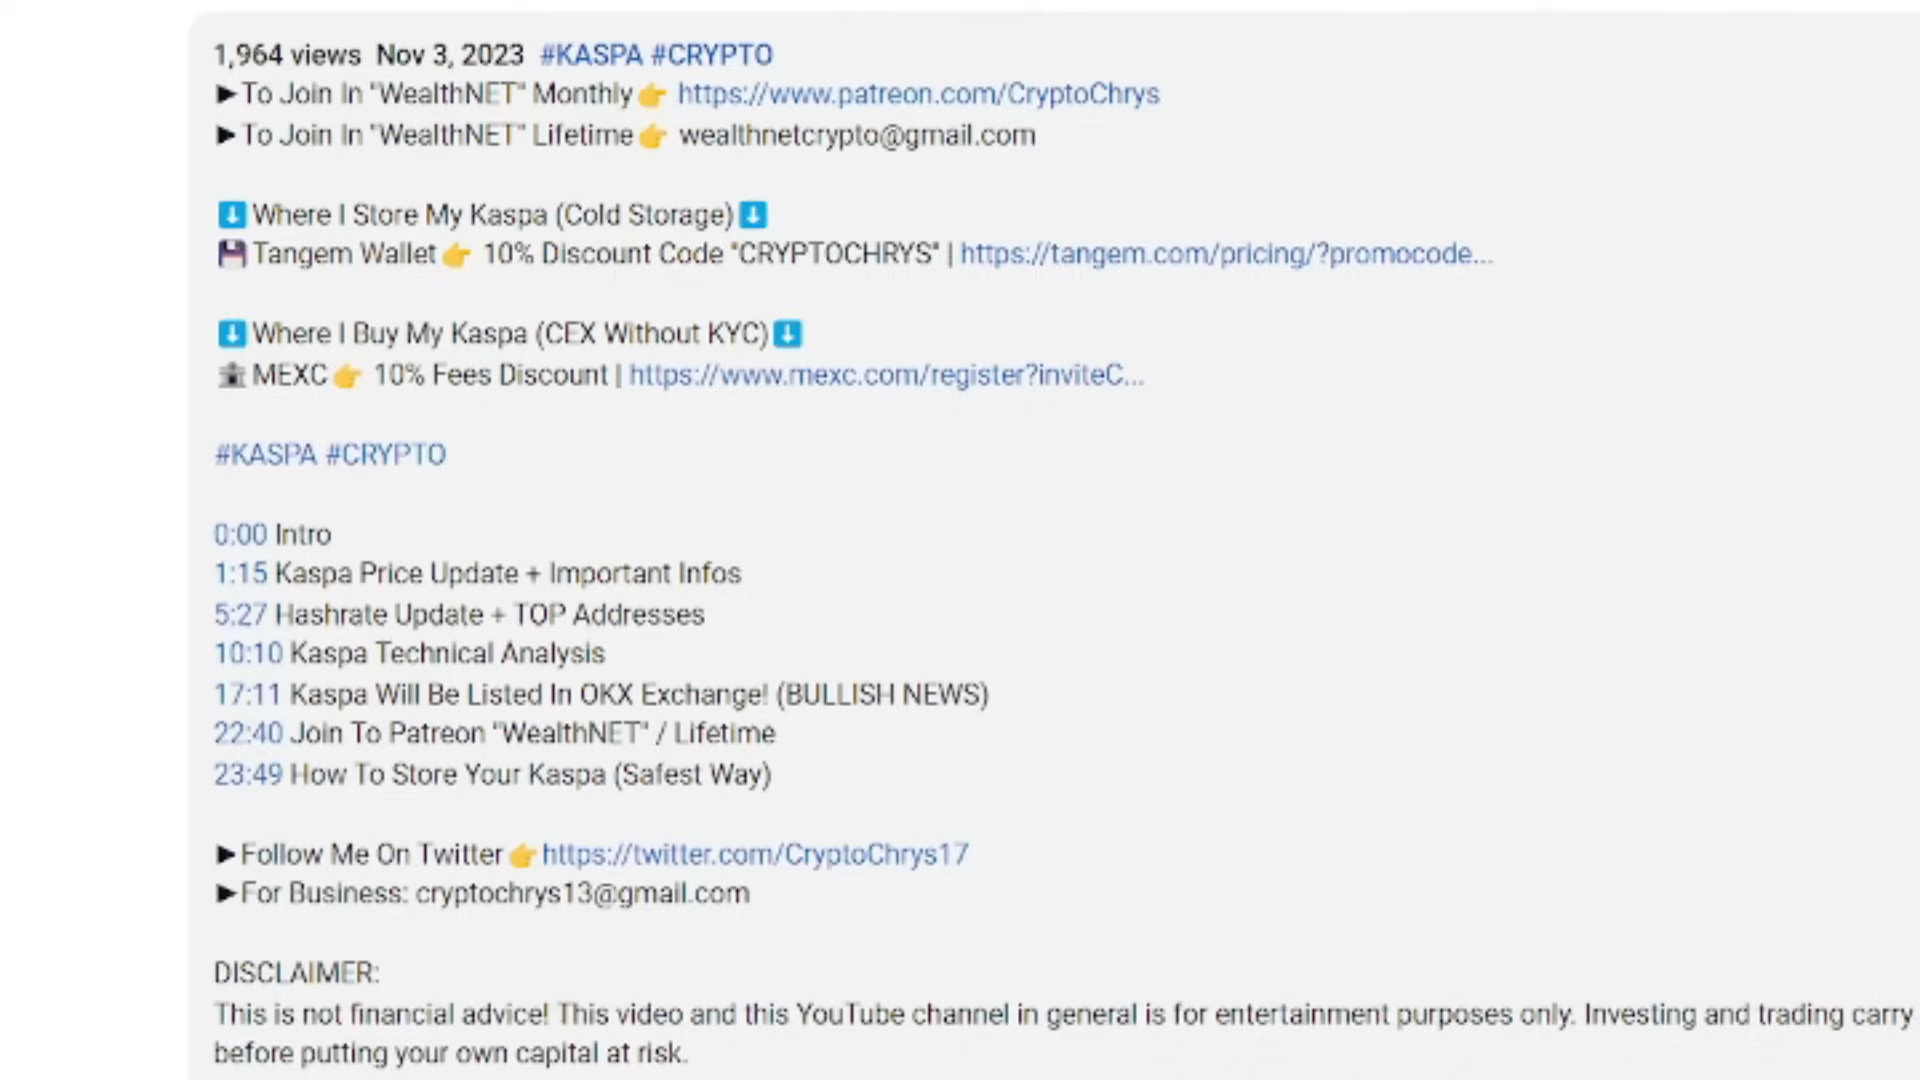 1,964 views Nov 3, 2023 #KASPA #CRYPTO
►To Join In "WealthNET" Monthly👉 https://www.patreon.com/CryptoChrys
►To Join In "WealthNET" Lifetime👉 wealthnetcrypto@gmail.com
⬇️Where I Store My Kaspa (Cold Storage)⬇️
💾Tangem Wallet👉 10% Discount Code "CRYPTOCHRYS" | https://tangem.com/pricing/?promocode...
⬇️Where I Buy My Kaspa (CEX Without KYC)⬇️
🏦MEXC👉 10% Fees Discount | https://www.mexc.com/register?inviteC...
#KASPA #CRYPTO
0:00 Intro
1:15 Kaspa Price Update + Important Infos
5:27 Hashrate Update + TOP Addresses
10:10 Kaspa Technical Analysis
17:11 Kaspa Will Be Listed In OKX Exchange! (BULLISH NEWS)
22:40 Join To Patreon "WealthNET" / Lifetime
23:49 How To Store Your Kaspa (Safest Way)
►Follow Me On Twitter👉https://twitter.com/CryptoChrys17
►For Business: cryptochrys13@gmail.com
DISCLAIMER:
This is not financial advice! This video and this YouTube channel in general is for entertainment purposes only. Investing and trading carry
before putting your own capital at risk.